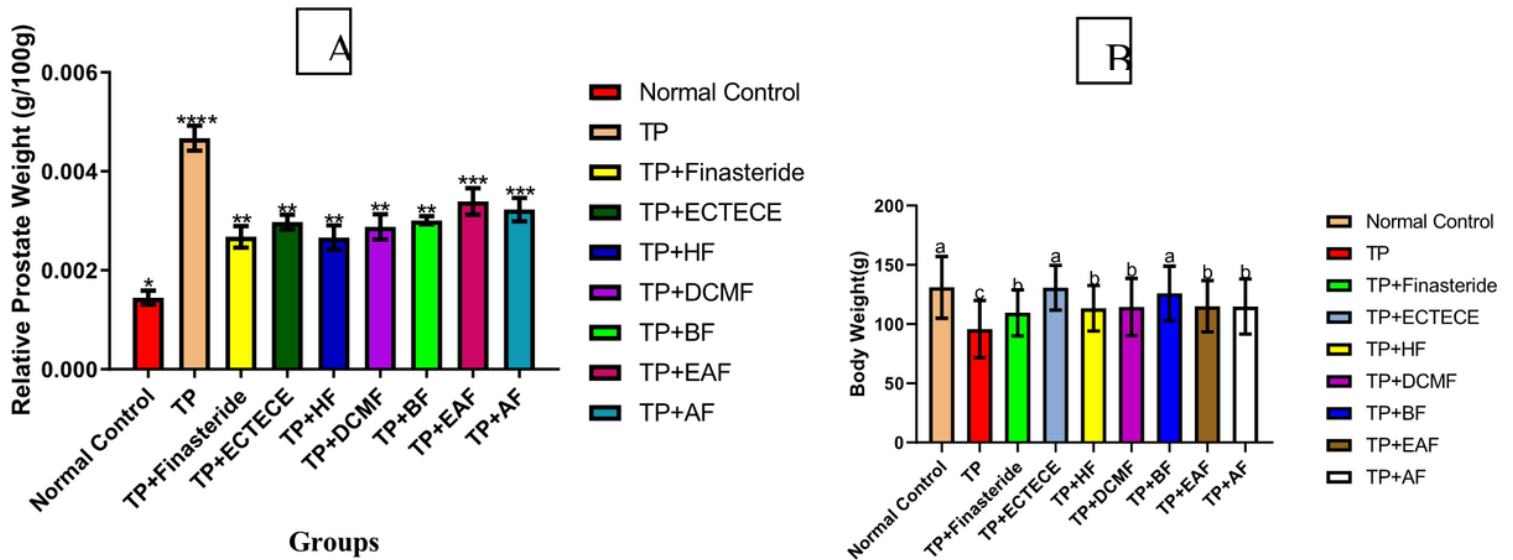 A
Relative Prostate Weight (g/100g)
0.006
0.004
0.002
0.000
****
***
***
**
**
**
**
**
*
Normal Control
TP
TP+Finasteride
TP+ECTECE
TP+HF
TP+DCMF
TP+BF
TP+EAF
TP+AF
Groups
Normal Control
TP
TP+Finasteride
TP+ECTECE
TP+HF
TP+DCMF
TP+BF
TP+EAF
TP+AF
B
Body Weight(g)
200
150
100
50
0
a
c
b
a
b
b
a
b
b
Normal Control
TP
TP+Finasteride
TP+ECTECE
TP+HF
TP+DCMF
TP+BF
TP+EAF
TP+AF
Normal Control
TP
TP+Finasteride
TP+ECTECE
TP+HF
TP+DCMF
TP+BF
TP+EAF
TP+AF